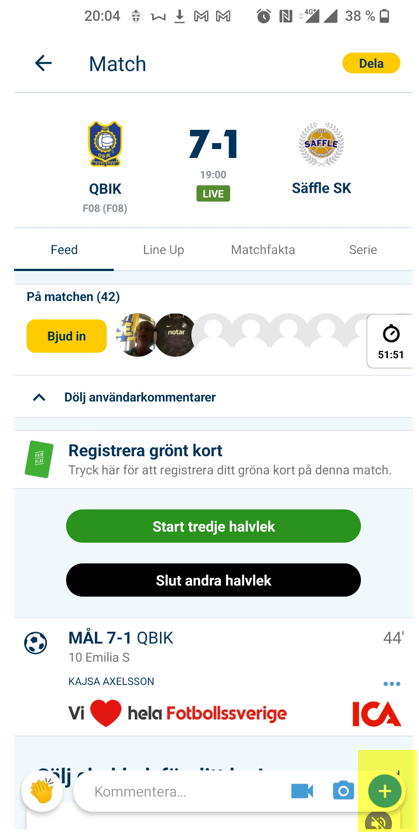 20:04 4G 38 %
Match
Dela
7-1
QBIK
F08 (F08)
19:00
LIVE
SÄFFLE
Säffle SK
Feed Line Up Matchfakta Serie
På matchen (42)
Bjud in
notar
51:51
Dölj användarkommentarer
Registrera grönt kort
Tryck här för att registrera ditt gröna kort på denna match.
Start tredje halvlek
Slut andra halvlek
MÅL 7-1 QBIK 44'
10 Emilia S
KAJSA AXELSSON
Vi hela Fotbollssverige ICA
Kommentera...